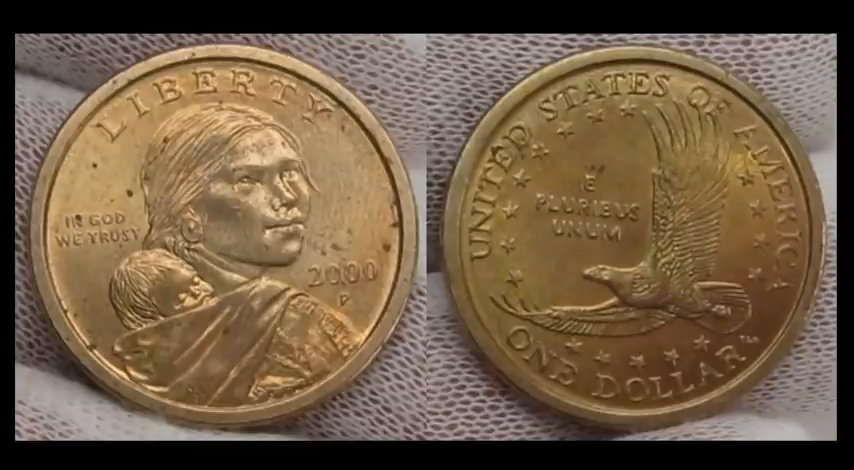 LIBERTY
IN GOD
WE TRUST
2000
P
UNITED STATES OF AMERICA
E
PLURIBUS
UNUM
ONE DOLLAR